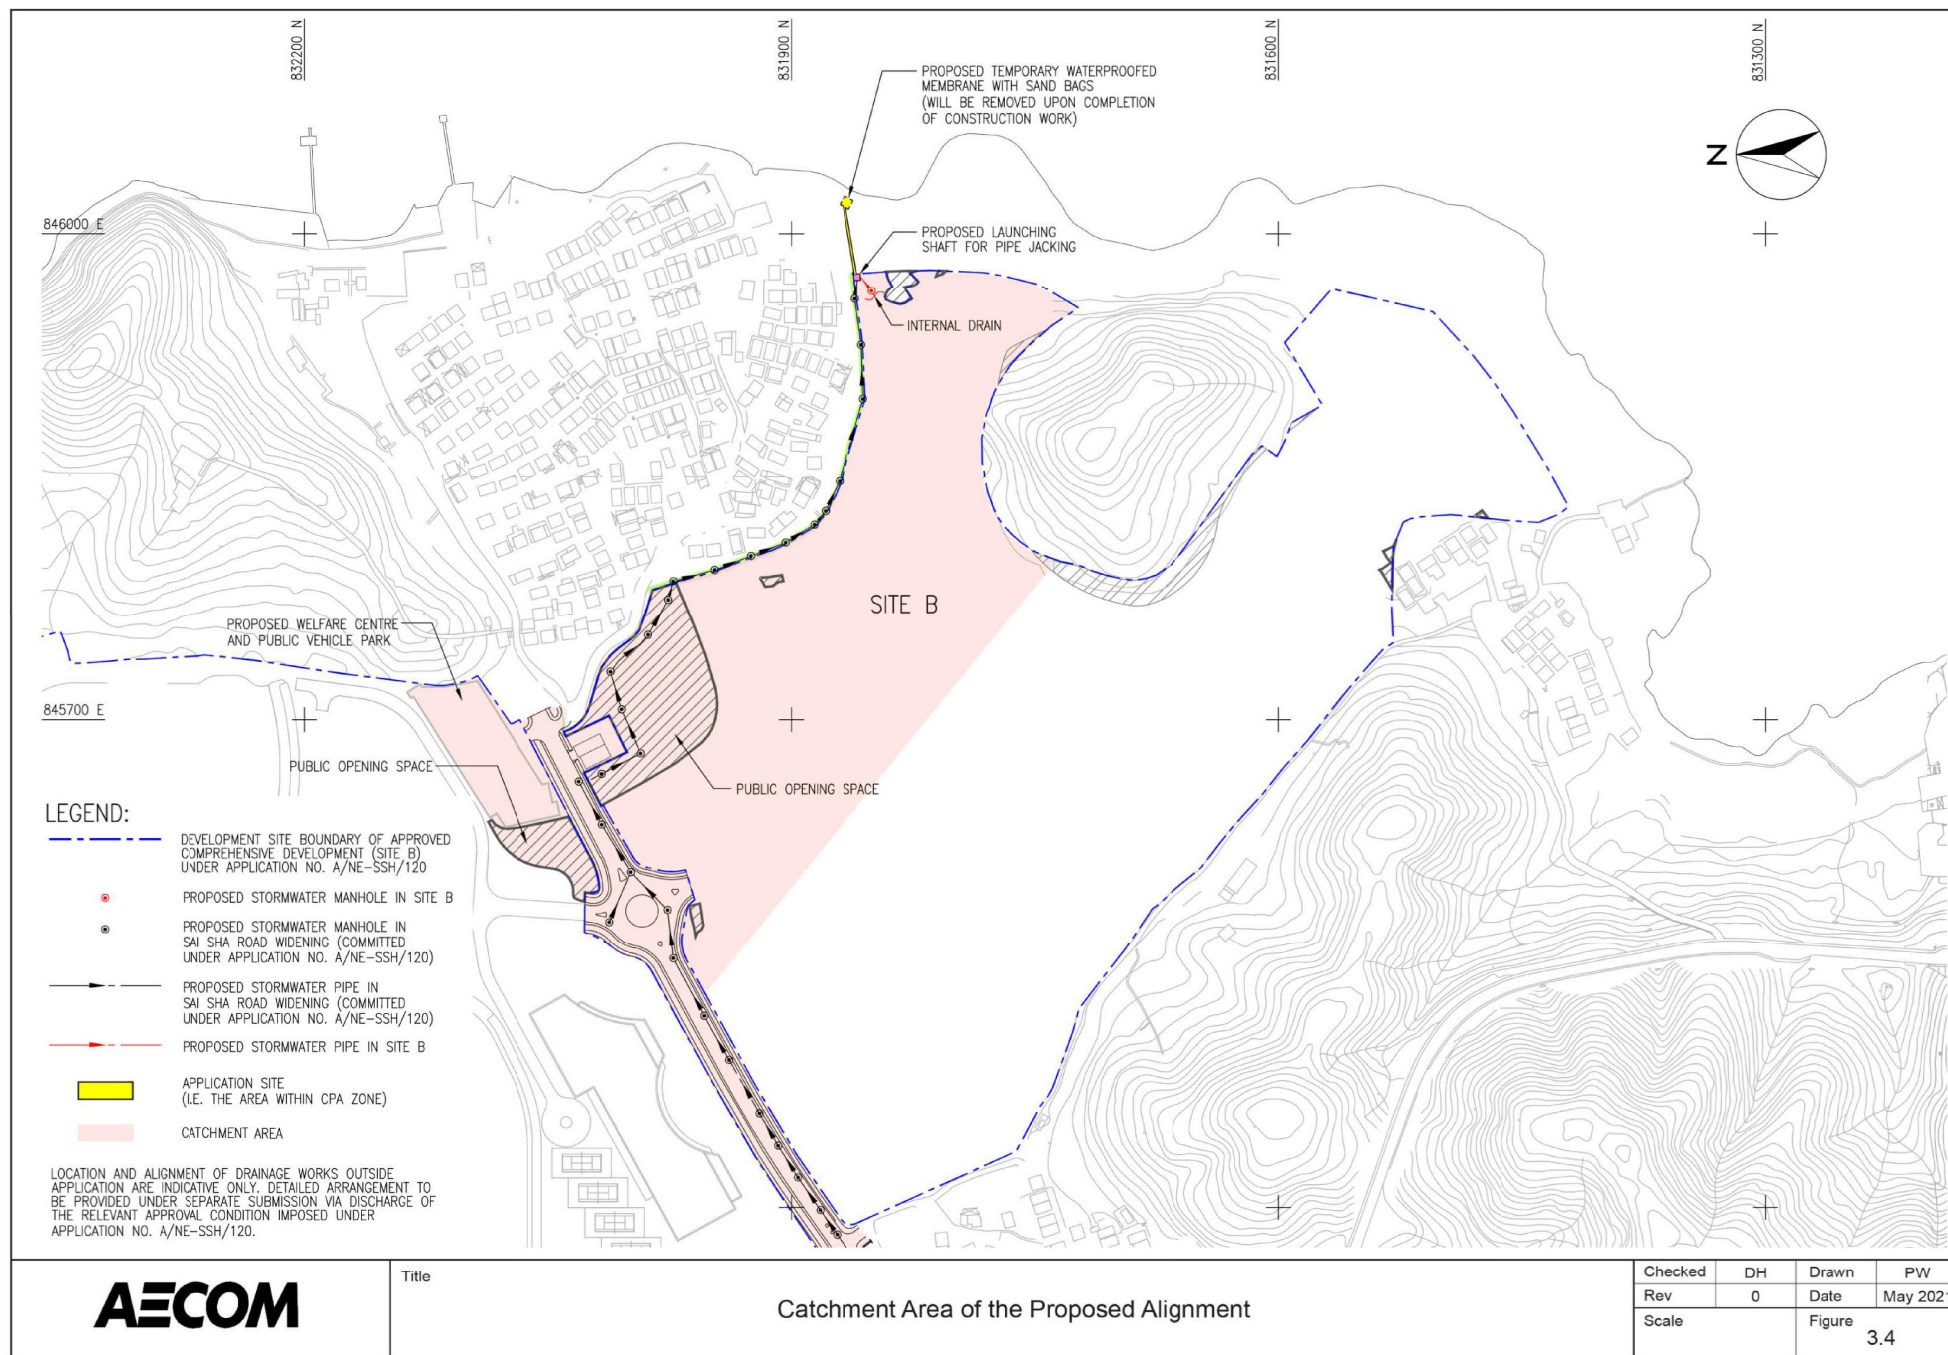 832200 N
831900 N
831600 N
831300 N
PROPOSED TEMPORARY WATERPROOFED
MEMBRANE WITH SAND BAGS
(WILL BE REMOVED UPON COMPLETION
OF CONSTRUCTION WORK)
Z
846000 E
PROPOSED LAUNCHING
SHAFT FOR PIPE JACKING
INTERNAL DRAIN
SITE B
PROPOSED WELFARE CENTRE
AND PUBLIC VEHICLE PARK
845700 E
PUBLIC OPENING SPACE
PUBLIC OPENING SPACE
LEGEND:
DEVELOPMENT SITE BOUNDARY OF APPROVED
COMPREHENSIVE DEVELOPMENT (SITE B)
UNDER APPLICATION NO. A/NE-SSH/120
PROPOSED STORMWATER MANHOLE IN SITE B
PROPOSED STORMWATER MANHOLE IN
SAI SHA ROAD WIDENING (COMMITTED
UNDER APPLICATION NO. A/NE-SSH/120)
PROPOSED STORMWATER PIPE IN
SAI SHA ROAD WIDENING (COMMITTED
UNDER APPLICATION NO. A/NE-SSH/120)
PROPOSED STORMWATER PIPE IN SITE B
APPLICATION SITE
(I.E. THE AREA WITHIN CPA ZONE)
CATCHMENT AREA
LOCATION AND ALIGNMENT OF DRAINAGE WORKS OUTSIDE
APPLICATION ARE INDICATIVE ONLY. DETAILED ARRANGEMENT TO
BE PROVIDED UNDER SEPARATE SUBMISSION VIA DISCHARGE OF
THE RELEVANT APPROVAL CONDITION IMPOSED UNDER
APPLICATION NO. A/NE-SSH/120.
AECOM
Title
Catchment Area of the Proposed Alignment
Checked DH Drawn PW
Rev 0 Date May 2021
Scale Figure
3.4